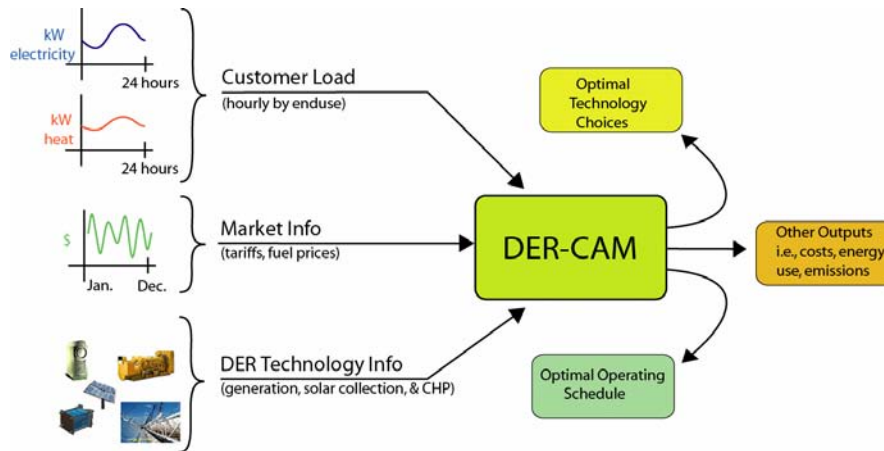 kW
electricity
24 hours
kW
heat
24 hours
$
Jan.
Dec.
Customer Load
(hourly by enduse)
Market Info
(tariffs, fuel prices)
DER Technology Info
(generation, solar collection, & CHP)
DER-CAM
Optimal
Technology
Choices
Other Outputs
i.e., costs, energy
use, emissions
Optimal Operating
Schedule